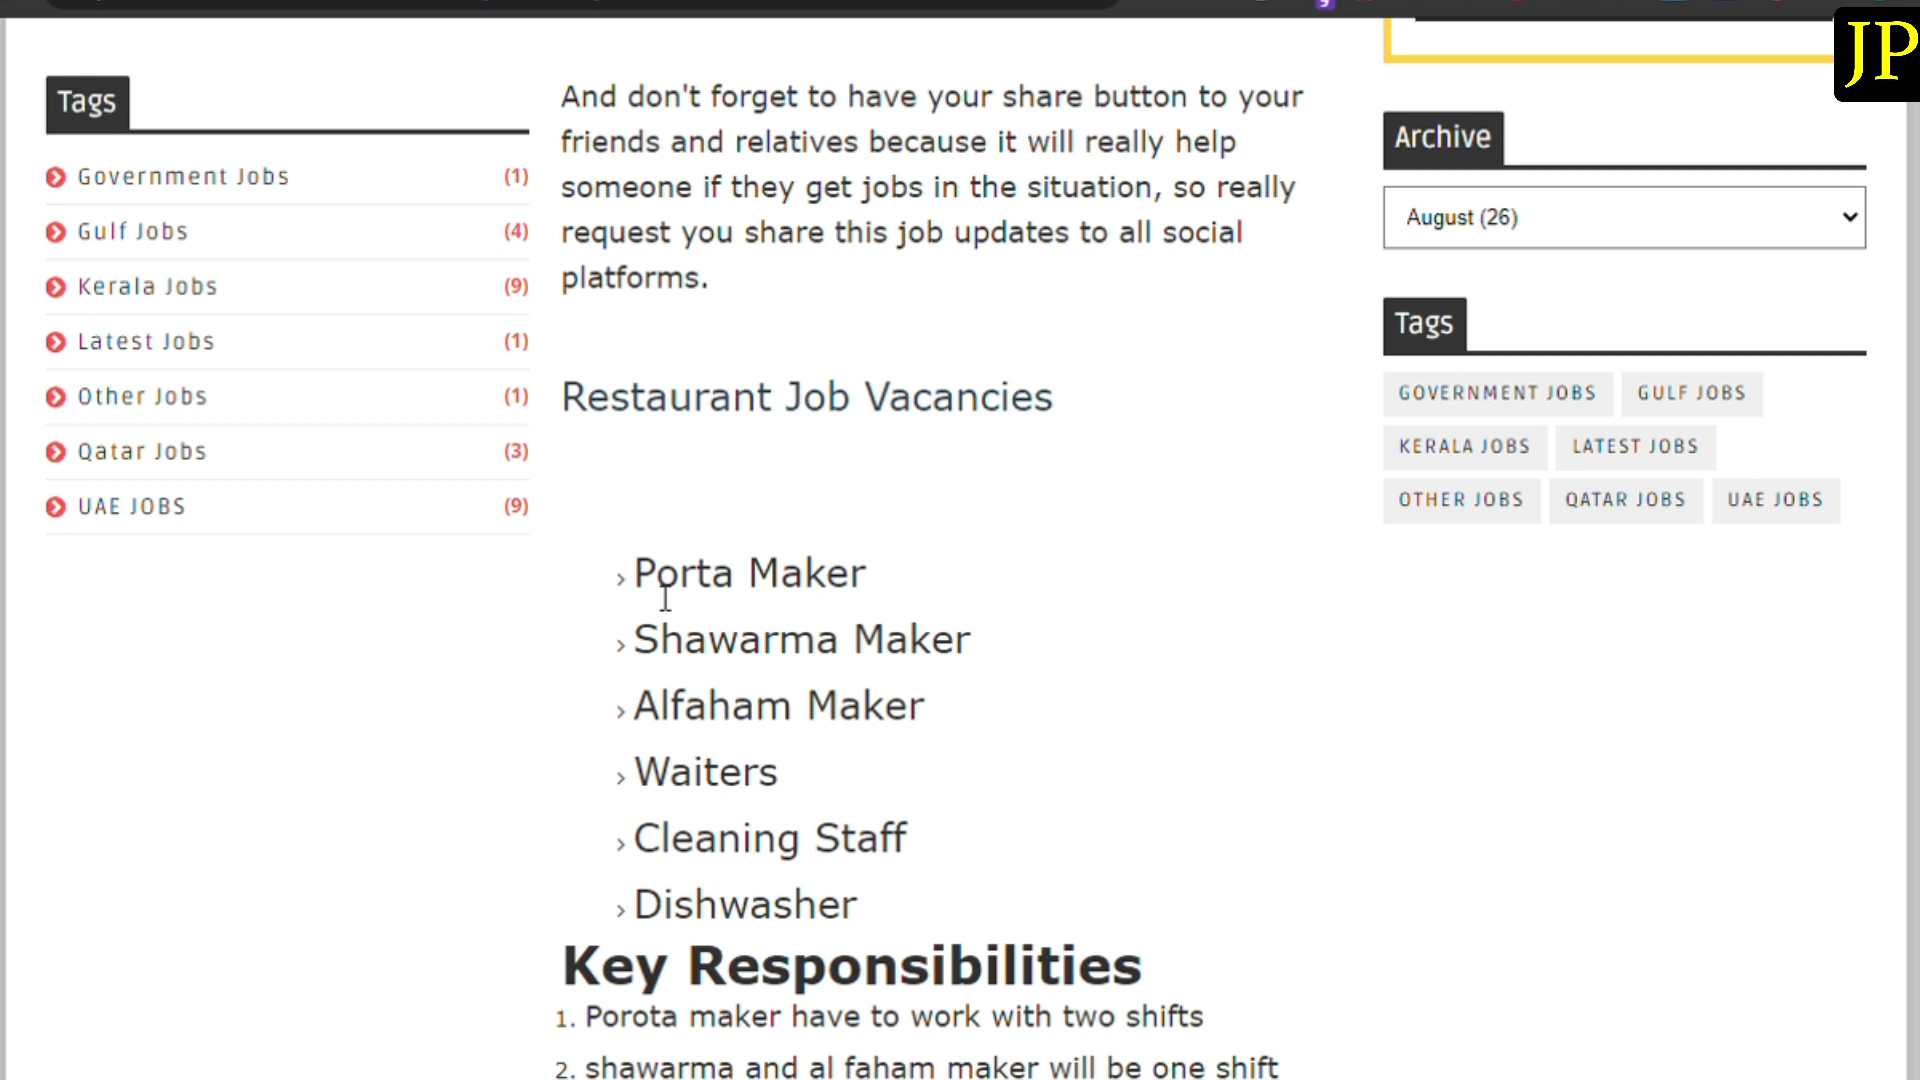 JP
Tags
Government Jobs (1)
Gulf Jobs (4)
Kerala Jobs (9)
Latest Jobs (1)
Other Jobs (1)
Qatar Jobs (3)
UAE JOBS (9)
And don't forget to have your share button to your
friends and relatives because it will really help
someone if they get jobs in the situation, so really
request you share this job updates to all social
platforms.
Restaurant Job Vacancies
› Porta Maker
› Shawarma Maker
› Alfaham Maker
› Waiters
› Cleaning Staff
› Dishwasher
Key Responsibilities
1. Porota maker have to work with two shifts
2. shawarma and al faham maker will be one shift
Archive
August (26)
Tags
GOVERNMENT JOBS GULF JOBS
KERALA JOBS LATEST JOBS
OTHER JOBS QATAR JOBS UAE JOBS